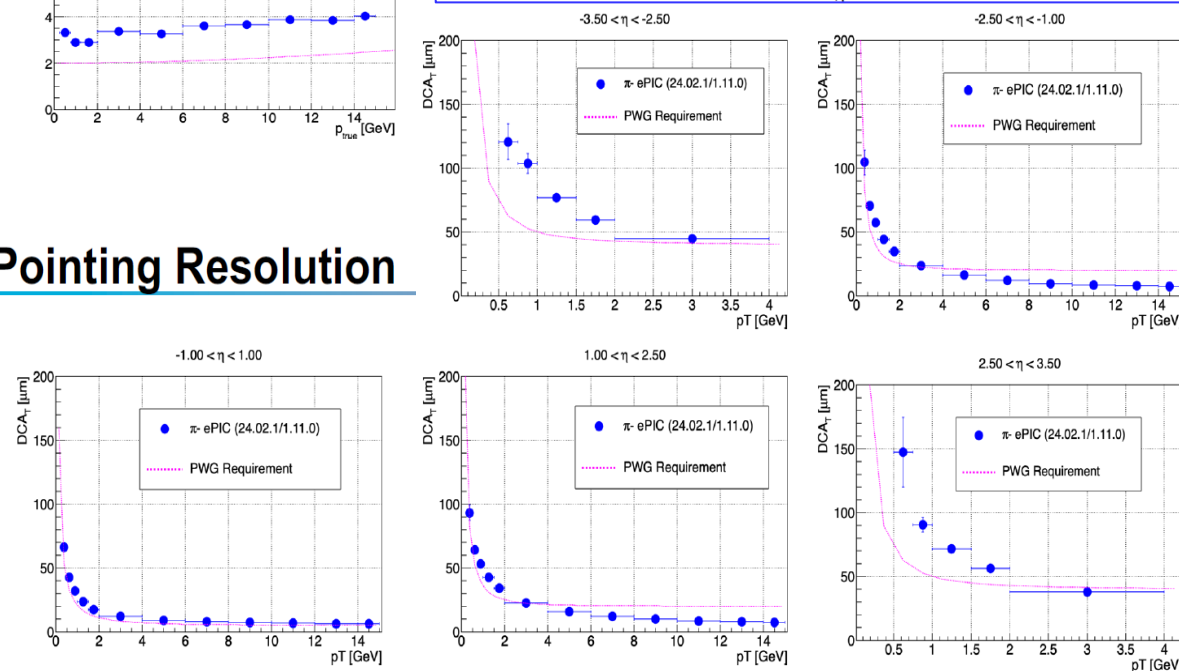 4
2
0
0 2 4 6 8 10 12 14
p_true [GeV]
-3.50 < η < -2.50
DCA_T [μm]
200
150
100
50
0
π- ePIC (24.02.1/1.11.0)
PWG Requirement
0.5 1 1.5 2 2.5 3 3.5 4
pT [GeV]
-2.50 < η < -1.00
DCA_T [μm]
200
150
100
50
0
π- ePIC (24.02.1/1.11.0)
PWG Requirement
0 2 4 6 8 10 12 14
Pointing Resolution
-1.00 < η < 1.00
DCA_T [μm]
200
150
100
50
0
π- ePIC (24.02.1/1.11.0)
PWG Requirement
0 2 4 6 8 10 12 14
pT [GeV]
1.00 < η < 2.50
DCA_T [μm]
200
150
100
50
0
π- ePIC (24.02.1/1.11.0)
PWG Requirement
0 2 4 6 8 10 12 14
pT [GeV]
2.50 < η < 3.50
DCA_T [μm]
200
150
100
50
0
π- ePIC (24.02.1/1.11.0)
PWG Requirement
0.5 1 1.5 2 2.5 3 3.5 4